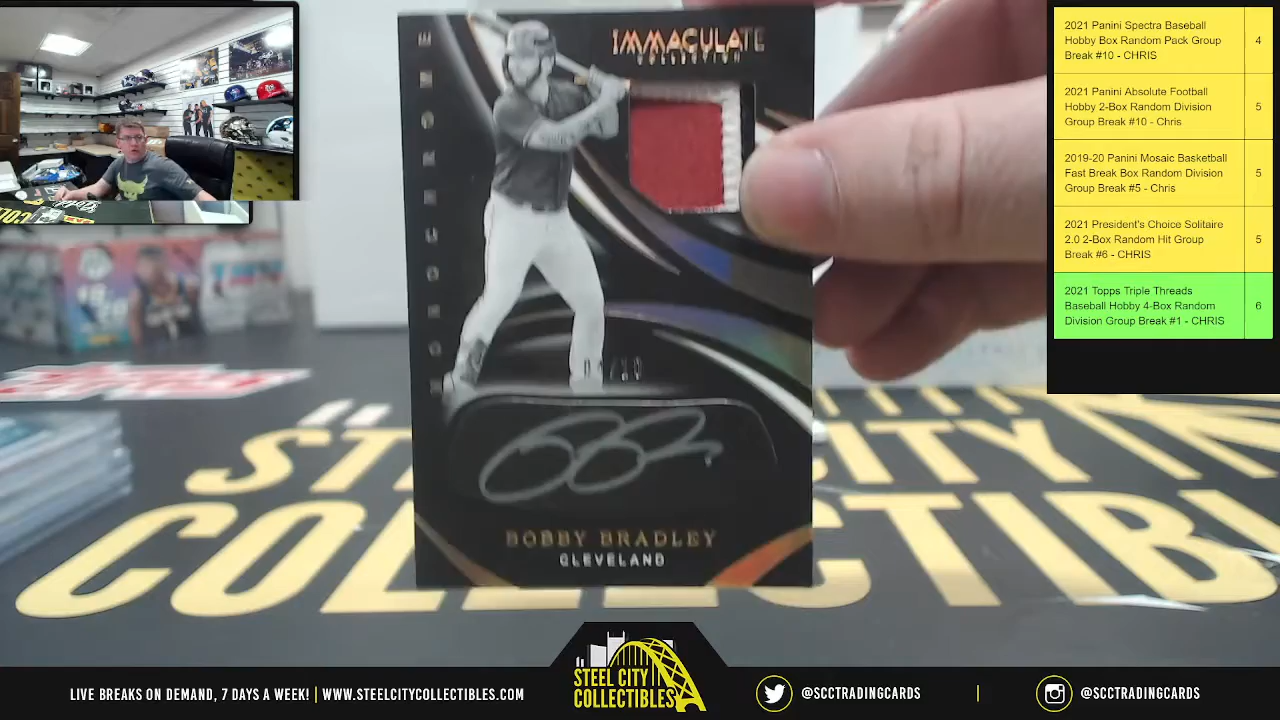 IMMACULATE
COLLECTION
BOBBY BRADLEY
CLEVELAND
2021 Panini Spectra Baseball
Hobby Box Random Pack Group
Break #10 - CHRIS
4
2021 Panini Absolute Football
Hobby 2-Box Random Division
Group Break #10 - Chris
5
2019-20 Panini Mosaic Basketball
Fast Break Box Random Division
Group Break #5 - Chris
5
2021 President's Choice Solitaire
2.0 2-Box Random Hit Group
Break #6 - CHRIS
5
2021 Topps Triple Threads
Baseball Hobby 4-Box Random
Division Group Break #1 - CHRIS
6
STEEL CITY
COLLECTIBLES
LIVE BREAKS ON DEMAND, 7 DAYS A WEEK! | WWW.STEELCITYCOLLECTIBLES.COM
@SCCTRADINGCARDS
@SCCTRADINGCARDS